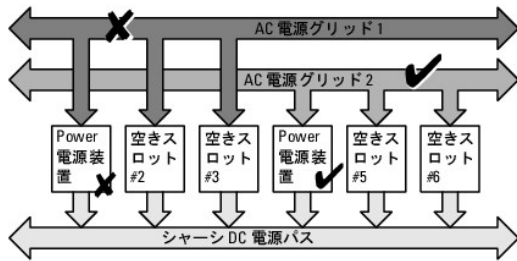 AC 電源グリッド1
AC 電源グリッド2
Power
電源装
置
空きス
ロット
#2
空きス
ロット
#3
Power
電源装
置
空きス
ロット
#5
空きス
ロット
#6
シャーシ DC 電源パス